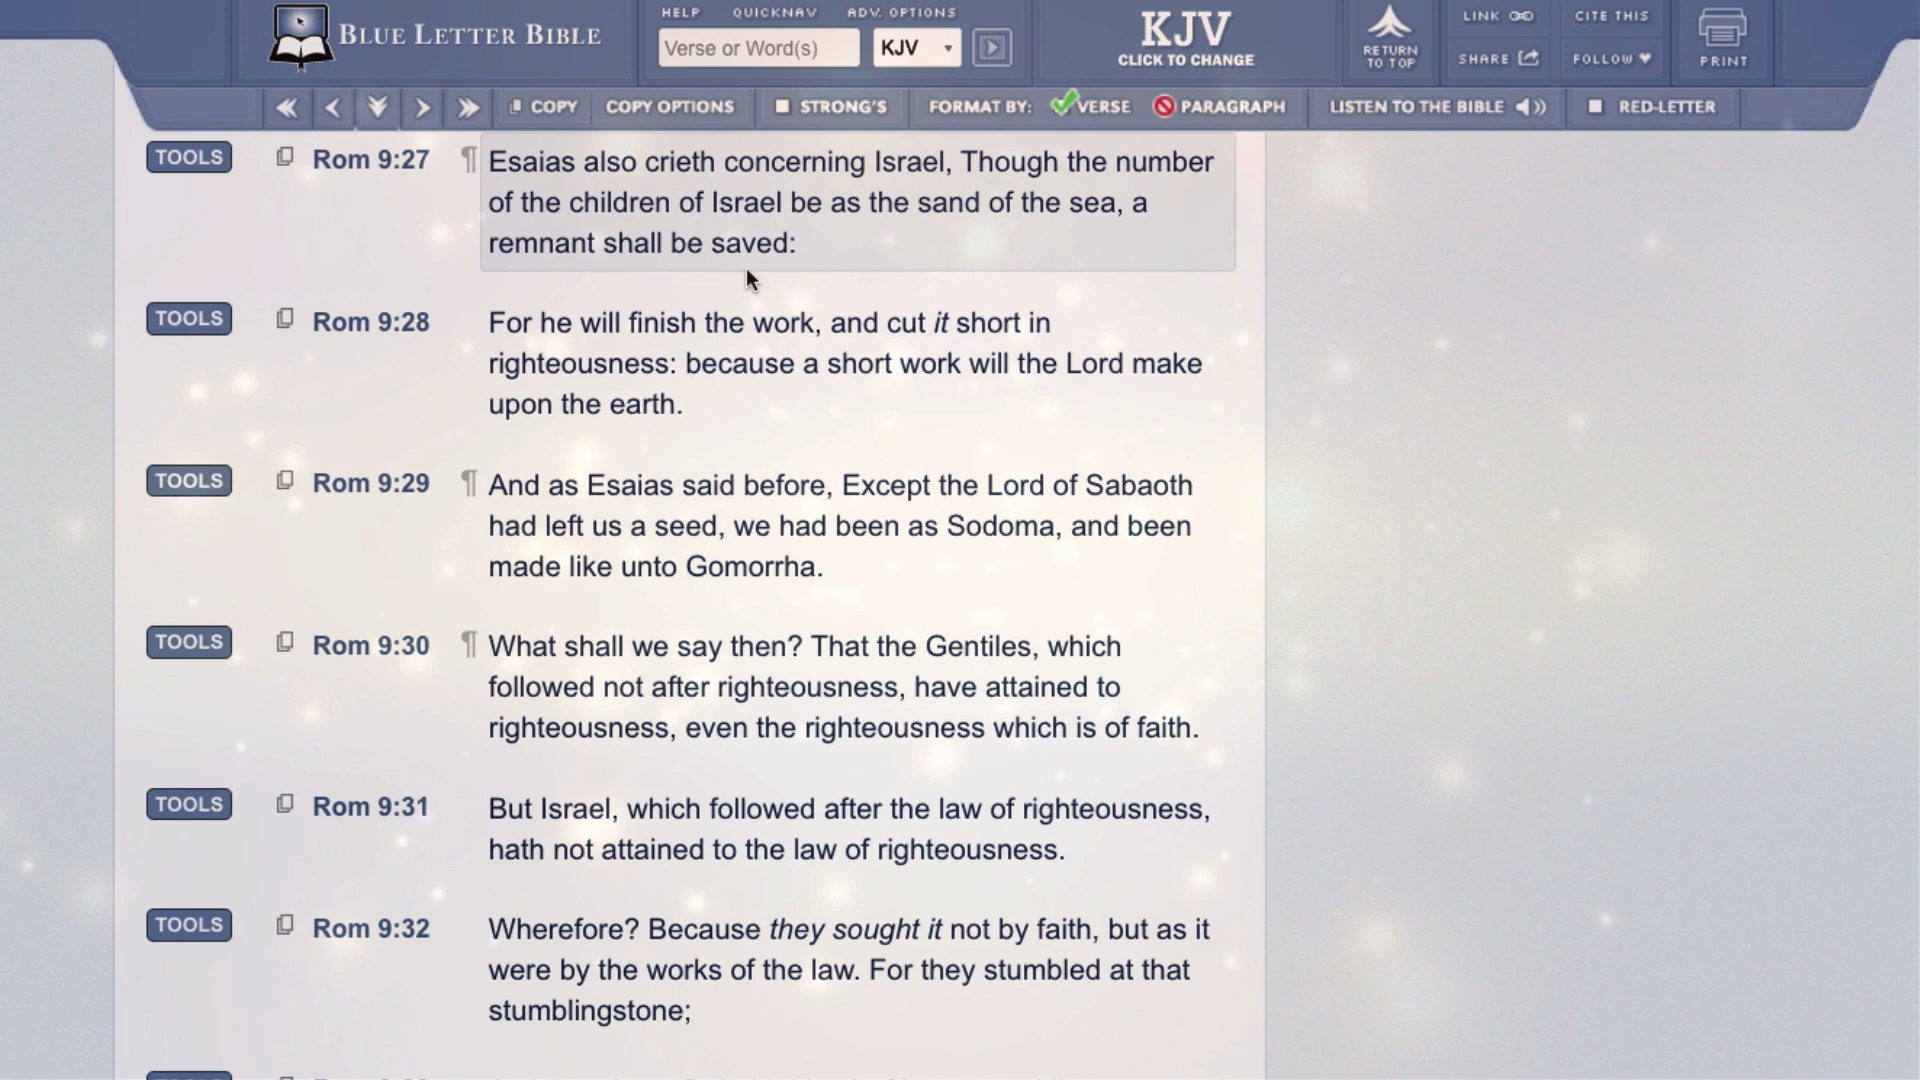 HELP QUICKNAV ADV. OPTIONS
BLUE LETTER BIBLE
Verse or Word(s) KJV
KJV
CLICK TO CHANGE
RETURN
TO TOP
LINK CITE THIS
SHARE FOLLOW
PRINT
COPY COPY OPTIONS STRONG'S FORMAT BY: VERSE PARAGRAPH LISTEN TO THE BIBLE RED-LETTER
TOOLS Rom 9:27 ¶ Esaias also crieth concerning Israel, Though the number
of the children of Israel be as the sand of the sea, a
remnant shall be saved:
TOOLS Rom 9:28 For he will finish the work, and cut it short in
righteousness: because a short work will the Lord make
upon the earth.
TOOLS Rom 9:29 ¶ And as Esaias said before, Except the Lord of Sabaoth
had left us a seed, we had been as Sodoma, and been
made like unto Gomorrha.
TOOLS Rom 9:30 ¶ What shall we say then? That the Gentiles, which
followed not after righteousness, have attained to
righteousness, even the righteousness which is of faith.
TOOLS Rom 9:31 But Israel, which followed after the law of righteousness,
hath not attained to the law of righteousness.
TOOLS Rom 9:32 Wherefore? Because they sought it not by faith, but as it
were by the works of the law. For they stumbled at that
stumblingstone;